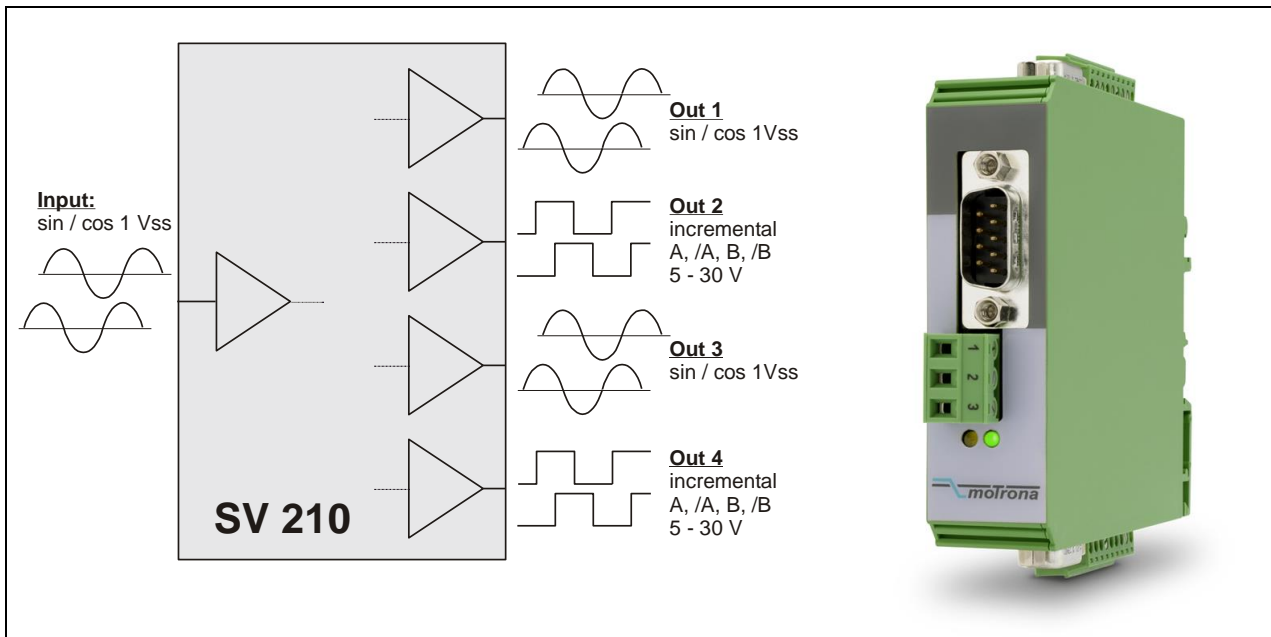 Input:
sin / cos 1 Vss
SV 210
Out 1
sin / cos 1Vss
Out 2
incremental
A, /A, B, /B
5 - 30 V
Out 3
sin / cos 1Vss
Out 4
incremental
A, /A, B, /B
5 - 30 V
1
2
3
motrona